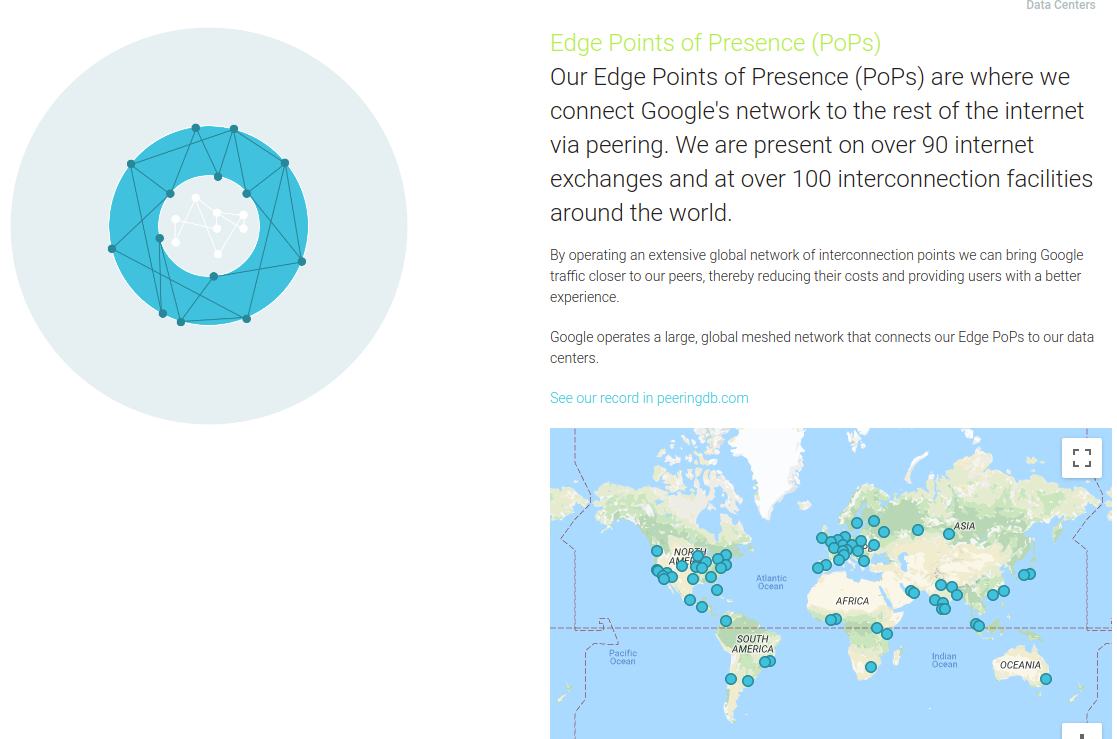 Data Centers
Edge Points of Presence (PoPs)
Our Edge Points of Presence (PoPs) are where we
connect Google's network to the rest of the internet
via peering. We are present on over 90 internet
exchanges and at over 100 interconnection facilities
around the world.
By operating an extensive global network of interconnection points we can bring Google
traffic closer to our peers, thereby reducing their costs and providing users with a better
experience.
Google operates a large, global meshed network that connects our Edge PoPs to our data
centers.
See our record in peeringdb.com
ASIA
NORTH
AMERICA
Atlantic
Ocean
AFRICA
SOUTH
AMERICA
Pacific
Ocean
Indian
Ocean
OCEANIA